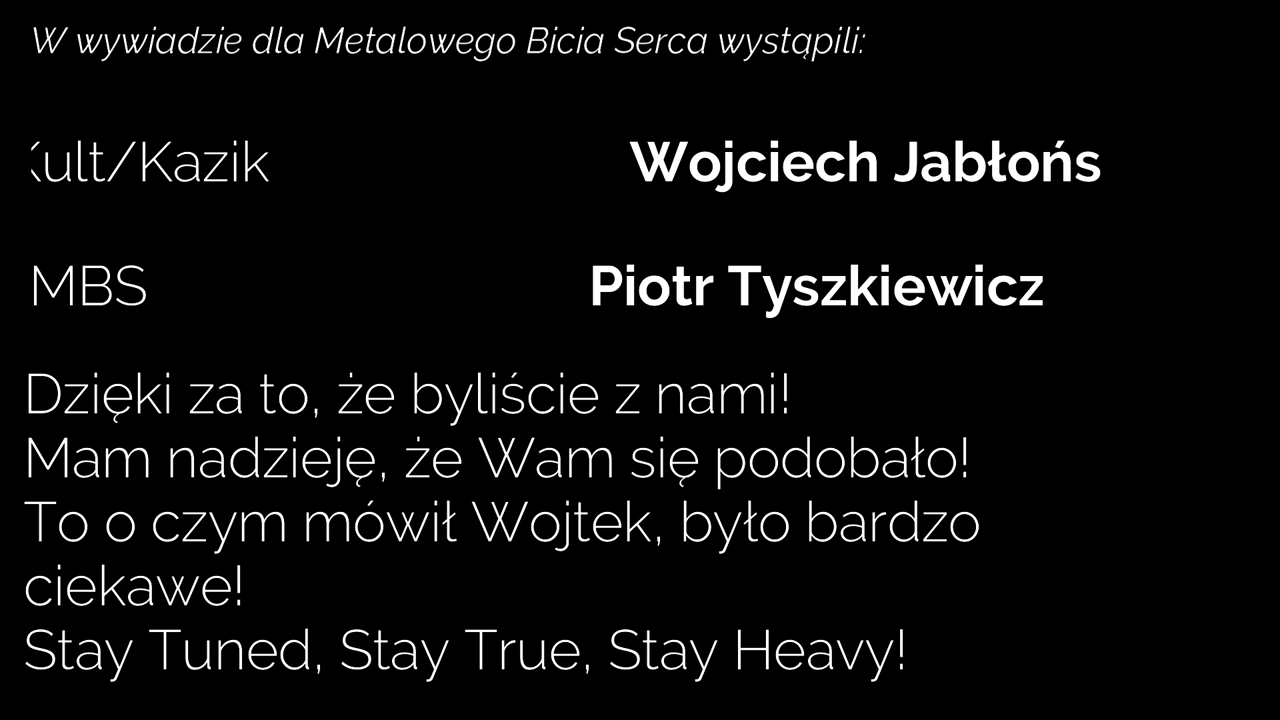 W wywiadzie dla Metalowego Bicia Serca wystąpili:
Kult/Kazik Wojciech Jabłońs
MBS Piotr Tyszkiewicz
Dzięki za to, że byliście z nami!
Mam nadzieję, że Wam się podobało!
To o czym mówił Wojtek, było bardzo
ciekawe!
Stay Tuned, Stay True, Stay Heavy!